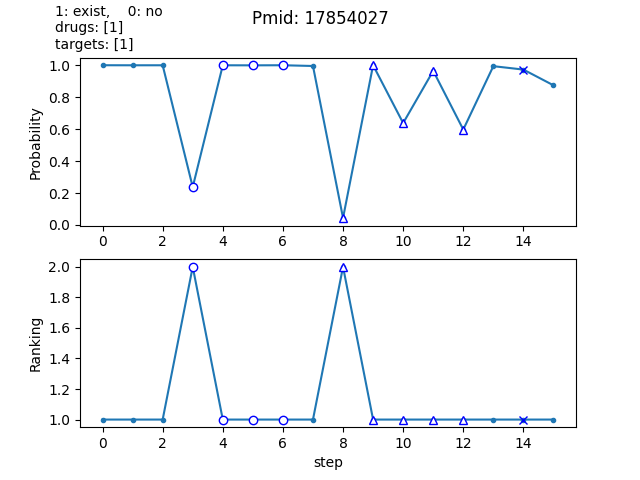 1: exist,    0: no
Pmid: 17854027
drugs: [1]
targets: [1]
1.0
0.8
0.6
0.4
0.2
0.0
Probability
0 2 4 6 8 10 12 14
2.0
1.8
1.6
1.4
1.2
1.0
Ranking
0 2 4 6 8 10 12 14
step